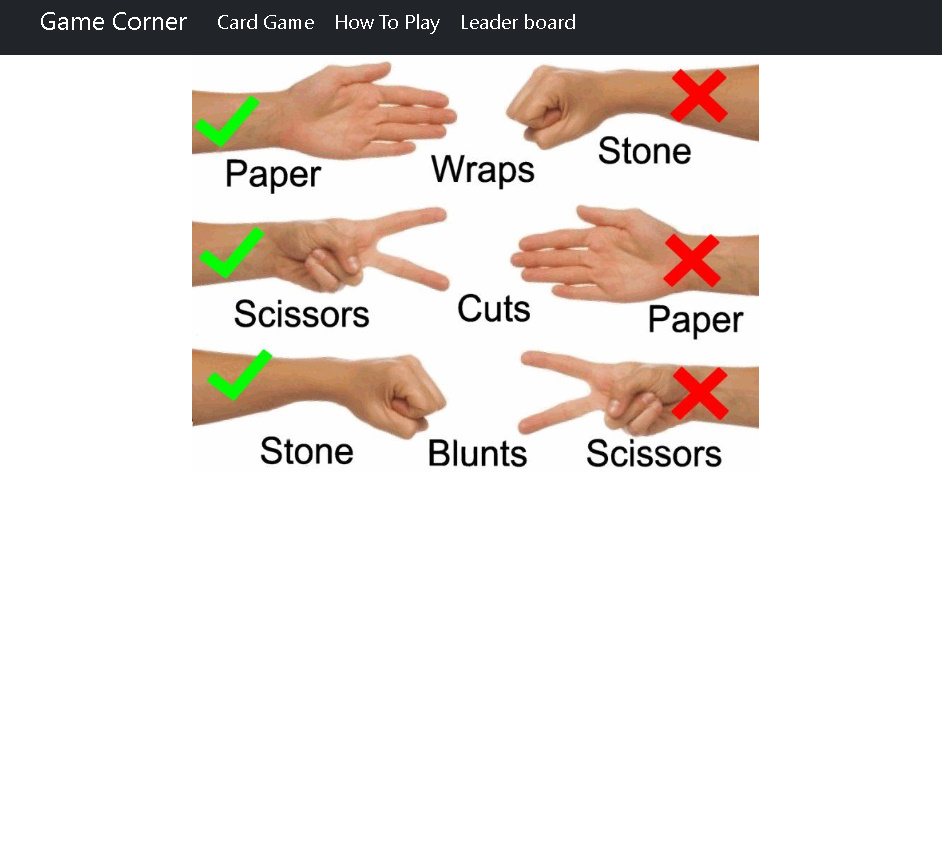 Game Corner Card Game How To Play Leader board
Paper Wraps Stone
Scissors Cuts Paper
Stone Blunts Scissors